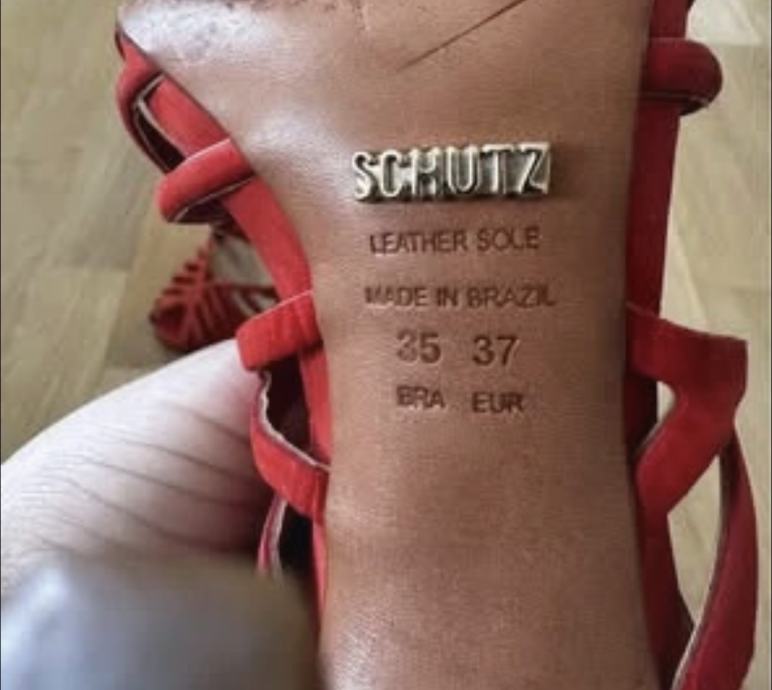 SCHUTZ
LEATHER SOLE
MADE IN BRAZIL
35 37
BRA EUR